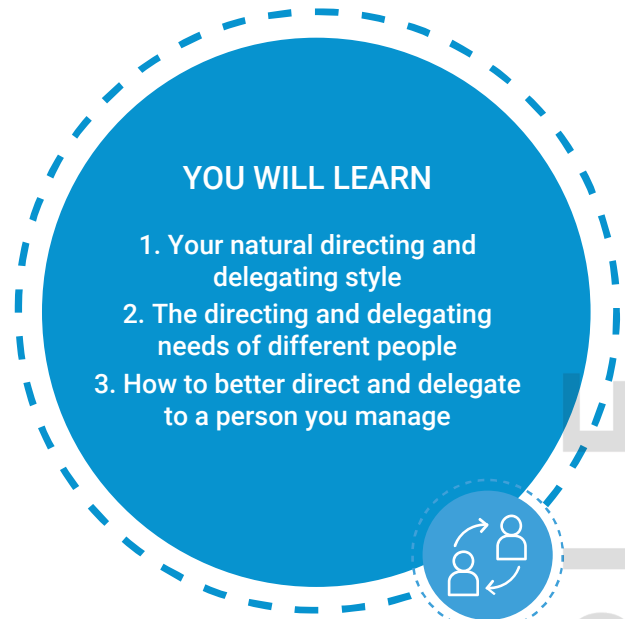 YOU WILL LEARN
1. Your natural directing and
delegating style
2. The directing and delegating
needs of different people
3. How to better direct and delegate
to a person you manage